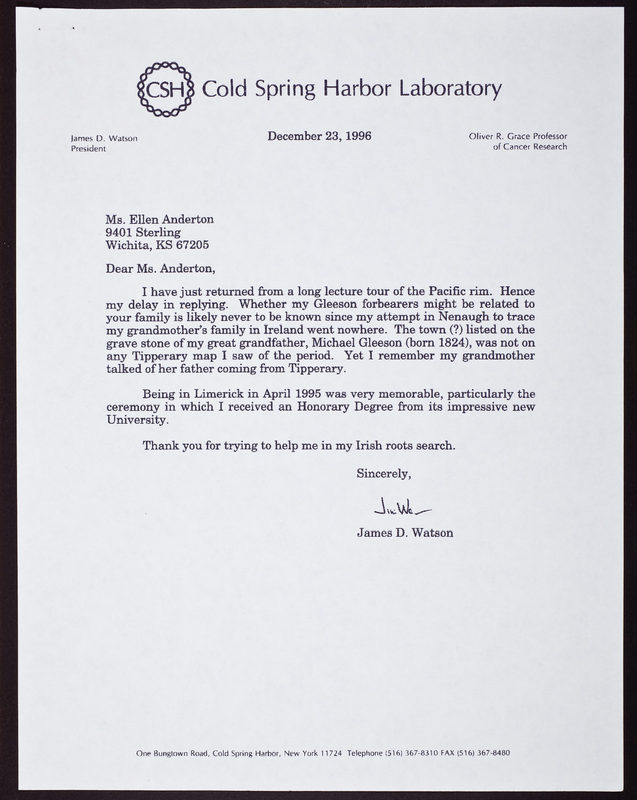 CSH Cold Spring Harbor Laboratory
James D. Watson
President
December 23, 1996
Oliver R. Grace Professor
of Cancer Research
Ms. Ellen Anderton
9401 Sterling
Wichita, KS 67205
Dear Ms. Anderton,
I have just returned from a long lecture tour of the Pacific rim. Hence
my delay in replying. Whether my Gleeson forbearers might be related to
your family is likely never to be known since my attempt in Nenaugh to trace
my grandmother's family in Ireland went nowhere. The town (?) listed on the
grave stone of my great grandfather, Michael Gleeson (born 1824), was not on
any Tipperary map I saw of the period. Yet I remember my grandmother
talked of her father coming from Tipperary.
Being in Limerick in April 1995 was very memorable, particularly the
ceremony in which I received an Honorary Degree from its impressive new
University.
Thank you for trying to help me in my Irish roots search.
Sincerely,
Jim Wa
James D. Watson
One Bungtown Road, Cold Spring Harbor, New York 11724 Telephone (516) 367-8310 FAX (516) 367-8480